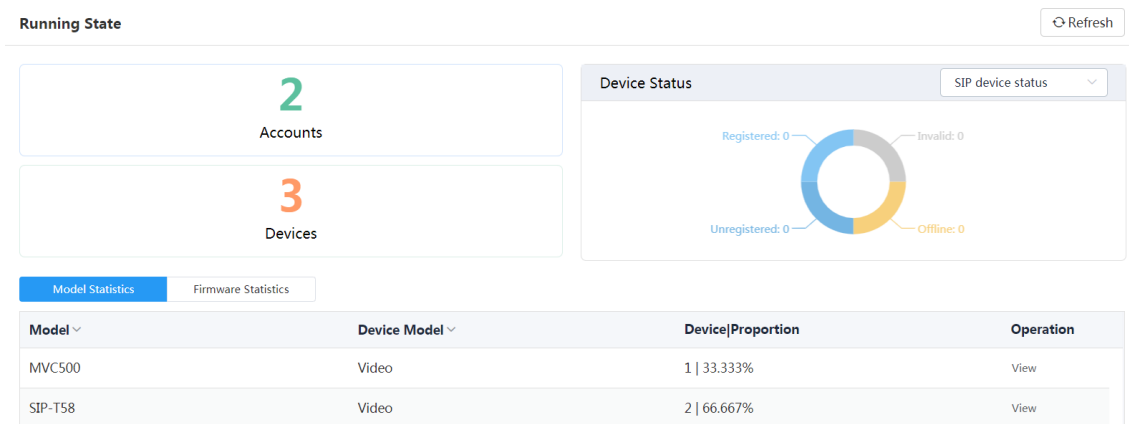 Running State
Refresh
2
Accounts
3
Devices
Device Status
SIP device status
Registered: 0
Invalid: 0
Unregistered: 0
Offline: 0
Model Statistics
Firmware Statistics
Model Device Model Device|Proportion Operation
MVC500 Video 1 | 33.333% View
SIP-T58 Video 2 | 66.667% View